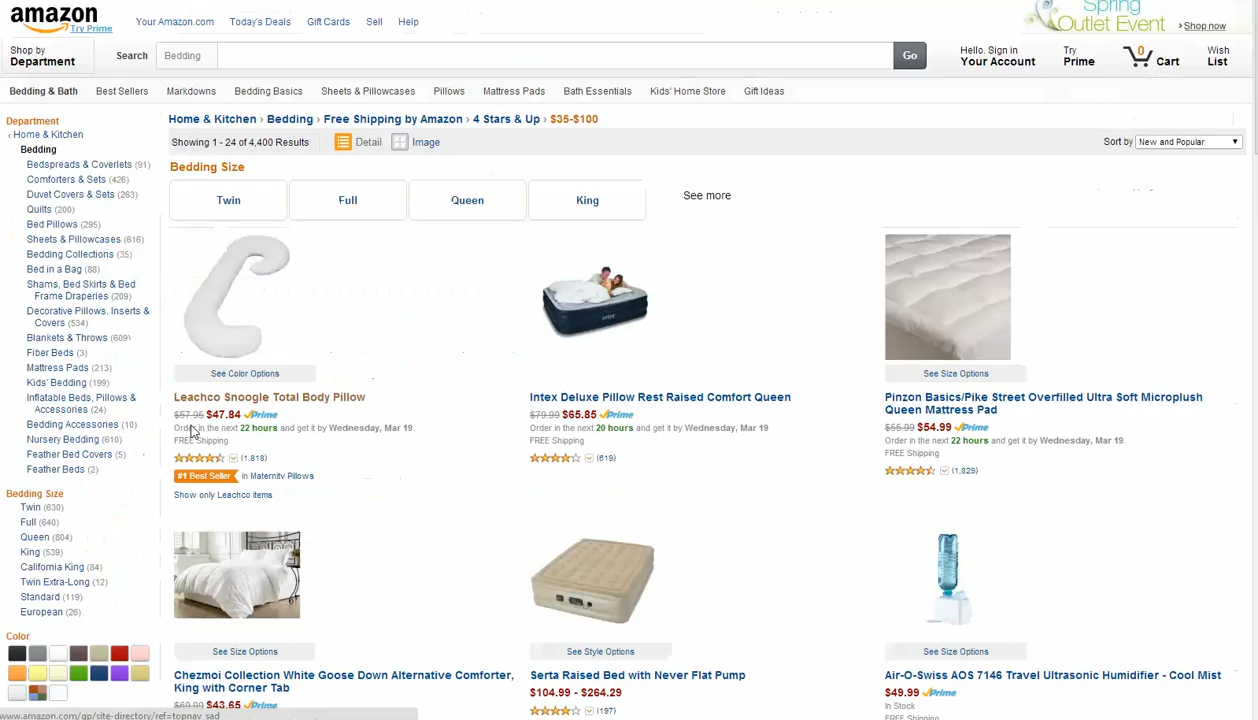 Spring
amazon
Try Prime
Your Amazon.com Today's Deals Gift Cards Sell Help
Outlet Event Shop now
Shop by
Department
Search Bedding Go
Hello. Sign in
Your Account
Try
Prime
0
Cart
Wish
List
Bedding & Bath Best Sellers Markdowns Bedding Basics Sheets & Pillowcases Pillows Mattress Pads Bath Essentials Kids' Home Store Gift Ideas
Department
‹ Home & Kitchen
Bedding
Bedspreads & Coverlets (91)
Comforters & Sets (426)
Duvet Covers & Sets (263)
Quilts (200)
Bed Pillows (295)
Sheets & Pillowcases (616)
Bedding Collections (35)
Bed in a Bag (88)
Shams, Bed Skirts & Bed
Frame Draperies (209)
Decorative Pillows, Inserts &
Covers (534)
Blankets & Throws (609)
Fiber Beds (3)
Mattress Pads (213)
Kids' Bedding (199)
Inflatable Beds, Pillows &
Accessories (24)
Bedding Accessories (10)
Nursery Bedding (610)
Feather Bed Covers (5)
Feather Beds (2)
Bedding Size
Twin (630)
Full (640)
Queen (804)
King (539)
California King (84)
Twin Extra-Long (12)
Standard (119)
European (26)
Color
Home & Kitchen › Bedding › Free Shipping by Amazon › 4 Stars & Up › $35-$100
Showing 1 - 24 of 4,400 Results Detail Image Sort by New and Popular
Bedding Size
Twin Full Queen King See more
See Color Options
Leachco Snoogle Total Body Pillow
$57.95 $47.84 Prime
Order in the next 22 hours and get it by Wednesday, Mar 19.
FREE Shipping
(1,818)
#1 Best Seller in Maternity Pillows
Show only Leachco items
INTEX
Intex Deluxe Pillow Rest Raised Comfort Queen
$79.99 $65.85 Prime
Order in the next 20 hours and get it by Wednesday, Mar 19
FREE Shipping
(619)
See Size Options
Pinzon Basics/Pike Street Overfilled Ultra Soft Microplush
Queen Mattress Pad
$55.99 $54.99 Prime
Order in the next 22 hours and get it by Wednesday, Mar 19.
FREE Shipping
(1,829)
See Size Options
Chezmoi Collection White Goose Down Alternative Comforter,
King with Corner Tab
$69.99 $43.65 Prime
See Style Options
Serta Raised Bed with Never Flat Pump
$104.99 - $264.29
(197)
See Size Options
Air-O-Swiss AOS 7146 Travel Ultrasonic Humidifier - Cool Mist
$49.99 Prime
In Stock
FREE Shipping
www.amazon.com/gp/site-directory/ref=topnav_sad